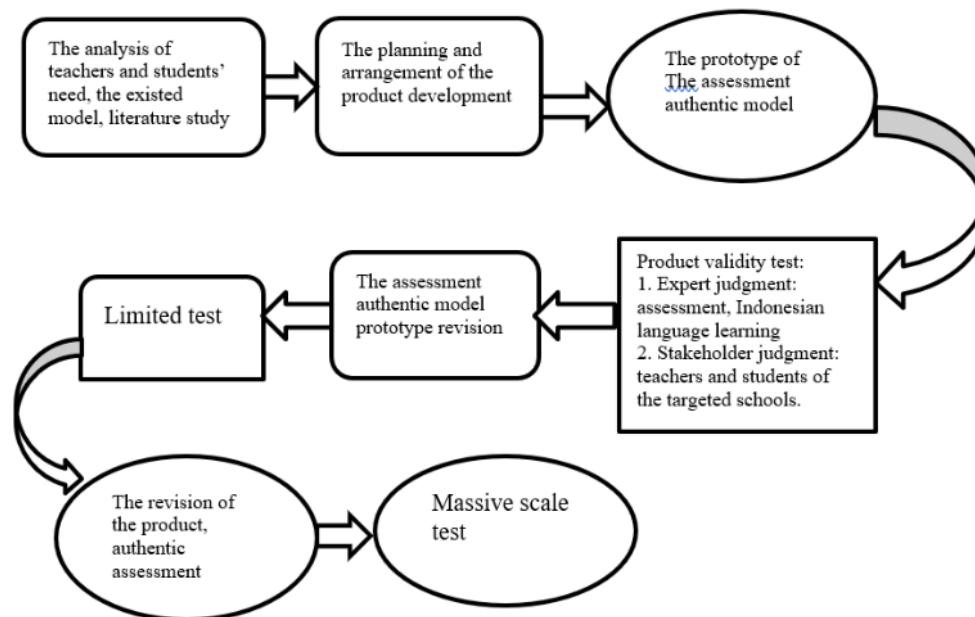 The analysis of
teachers and students'
need, the existed
model, literature study
The planning and
arrangement of the
product development
The prototype of
The assessment
authentic model
Product validity test:
1. Expert judgment:
assessment, Indonesian
language learning
2. Stakeholder judgment:
teachers and students of
the targeted schools.
The assessment
authentic model
prototype revision
Limited test
The revision of
the product,
authentic
assessment
Massive scale
test